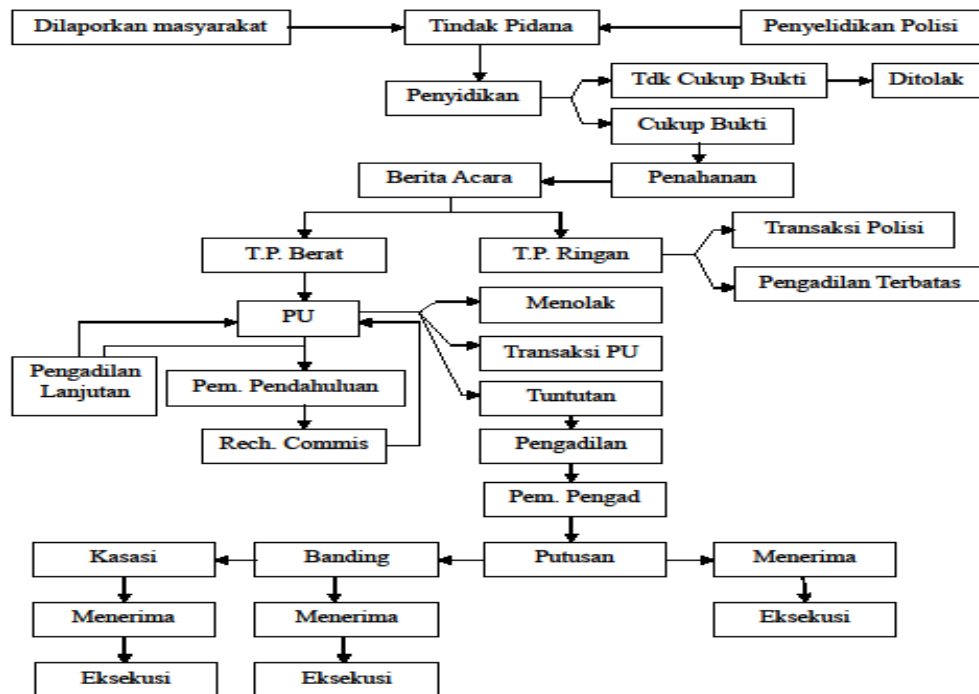 Dilaporkan masyarakat
Tindak Pidana
Penyelidikan Polisi
Penyidikan
Tdk Cukup Bukti
Ditolak
Cukup Bukti
Berita Acara
Penahanan
T.P. Berat
T.P. Ringan
Transaksi Polisi
Pengadilan Terbatas
PU
Menolak
Transaksi PU
Pengadilan
Lanjutan
Pem. Pendahuluan
Tuntutan
Rech. Commis
Pengadilan
Pem. Pengad
Kasasi
Banding
Putusan
Menerima
Menerima
Menerima
Eksekusi
Eksekusi
Eksekusi